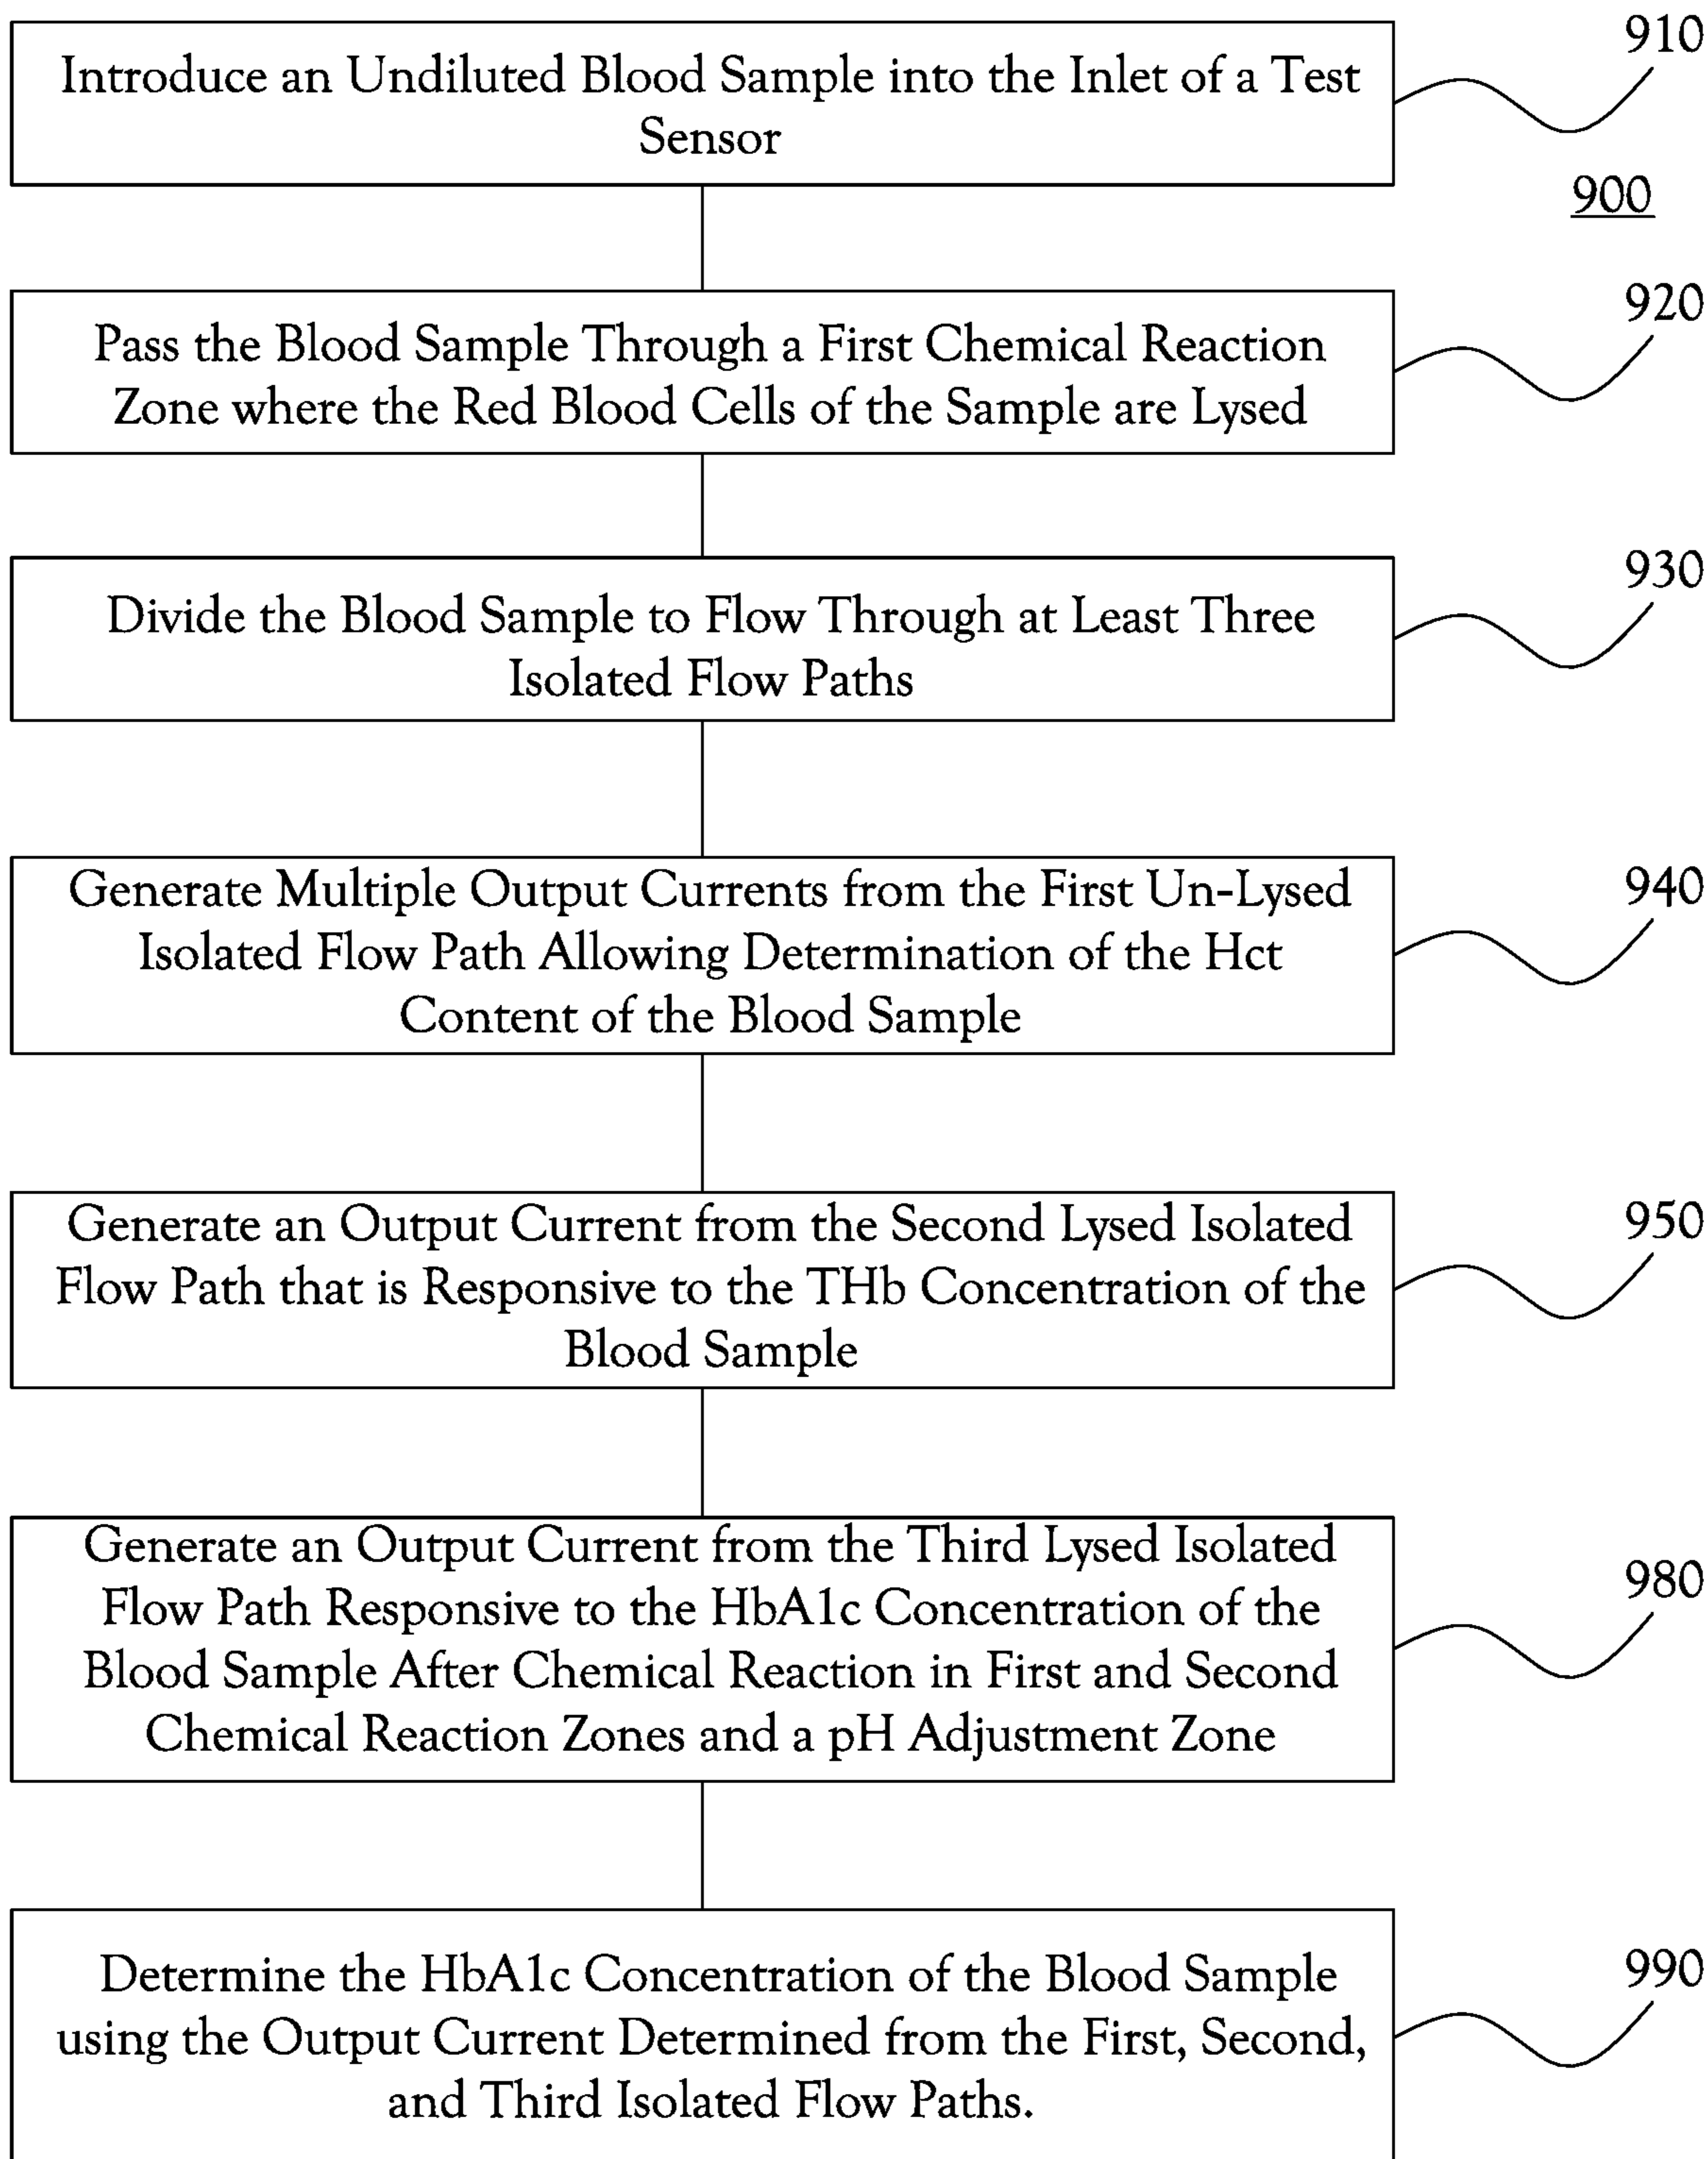 910
Introduce an Undiluted Blood Sample into the Inlet of a Test
Sensor
900
920
Pass the Blood Sample Through a First Chemical Reaction
Zone where the Red Blood Cells of the Sample are Lysed
930
Divide the Blood Sample to Flow Through at Least Three
Isolated Flow Paths
940
Generate Multiple Output Currents from the First Un-Lysed
Isolated Flow Path Allowing Determination of the Hct
Content of the Blood Sample
950
Generate an Output Current from the Second Lysed Isolated
Flow Path that is Responsive to the THb Concentration of the
Blood Sample
980
Generate an Output Current from the Third Lysed Isolated
Flow Path Responsive to the HbA1c Concentration of the
Blood Sample After Chemical Reaction in First and Second
Chemical Reaction Zones and a pH Adjustment Zone
990
Determine the HbA1c Concentration of the Blood Sample
using the Output Current Determined from the First, Second,
and Third Isolated Flow Paths.